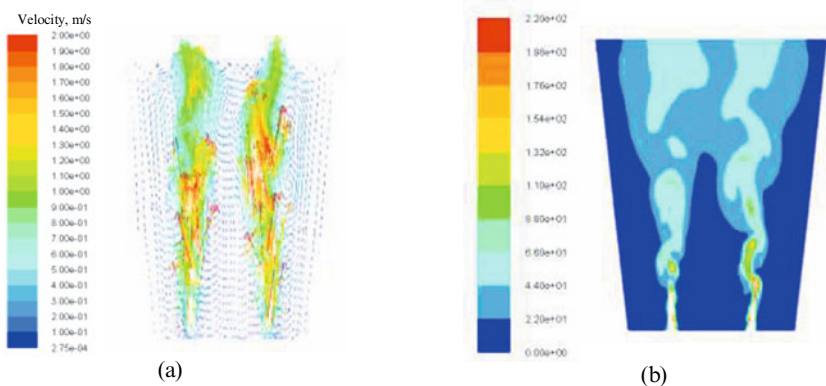 Velocity, m/s
2.00e+00
1.90e+00
1.80e+00
1.70e+00
1.60e+00
1.50e+00
1.40e+00
1.30e+00
1.20e+00
1.10e+00
1.00e+00
9.00e-01
8.00e-01
7.00e-01
6.00e-01
5.00e-01
4.00e-01
3.00e-01
2.00e-01
1.00e-01
2.75e-04
(a)
2.20e+02
1.98e+02
1.76e+02
1.54e+02
1.32e+02
1.10e+02
8.80e+01
6.60e+01
4.40e+01
2.20e+01
0.00e+00
(b)